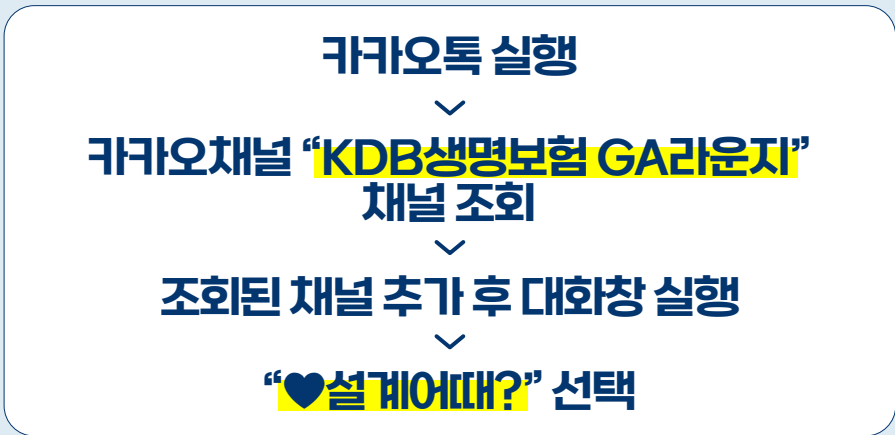 카카오톡 실행
카카오채널 “KDB생명보험 GA라운지”
채널 조회
조회된 채널 추가 후 대화창 실행
“♥설계어때?” 선택